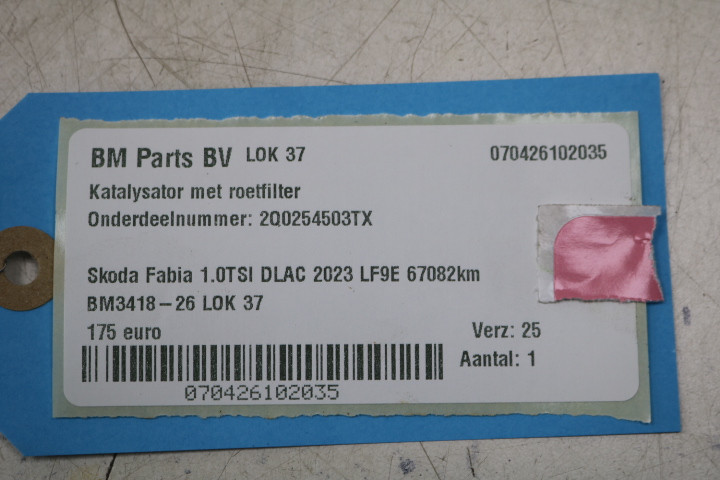 BM Parts BV LOK 37 070426102035
Katalysator met roetfilter
Onderdeelnummer: 2Q0254503TX
Skoda Fabia 1.0TSI DLAC 2023 LF9E 67082km
BM3418-26 LOK 37
175 euro Verz: 25
Aantal: 1
070426102035